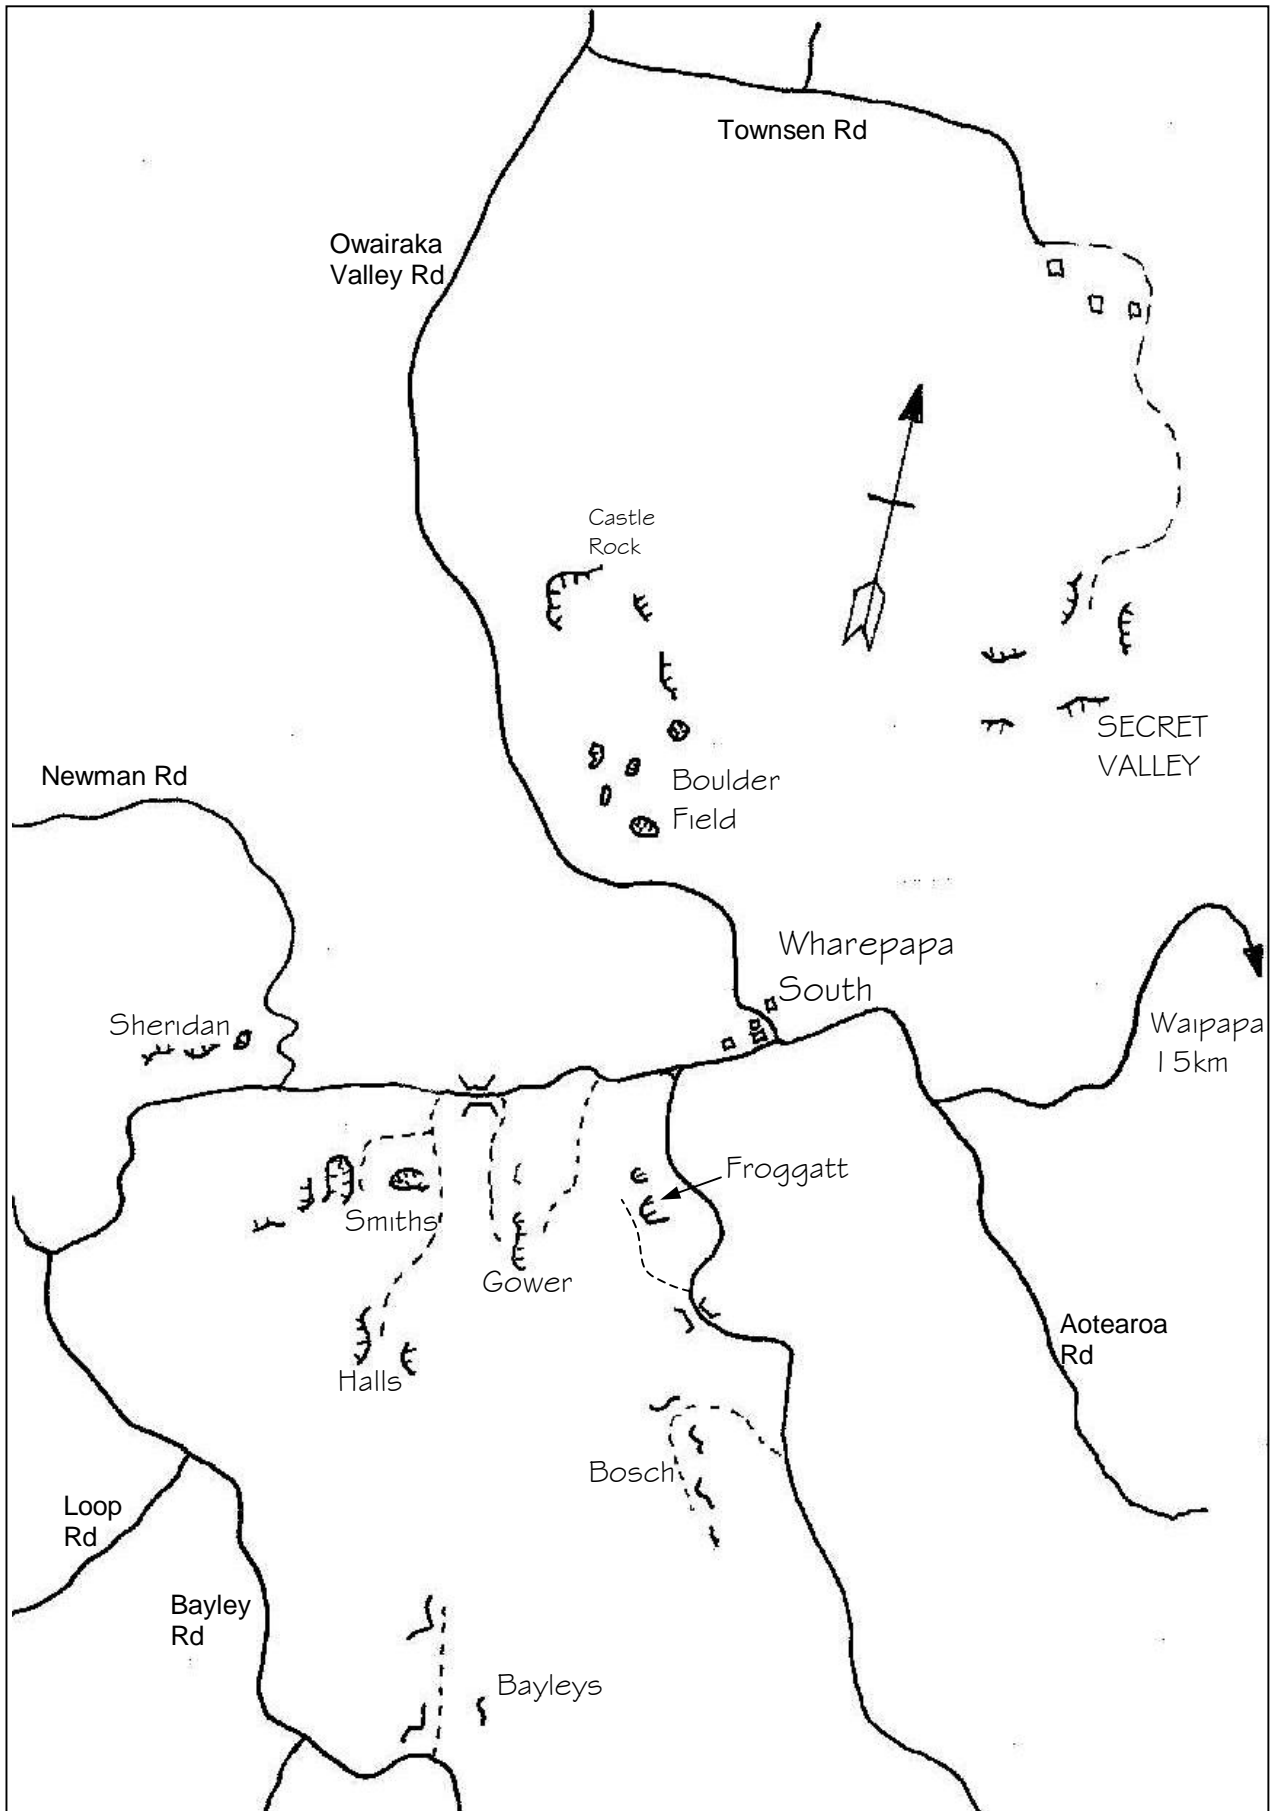 Townsen Rd
Owairaka
Valley Rd
Castle
Rock
SECRET
VALLEY
Newman Rd
Boulder
Field
Wharepapa
South
Sheridan
Waipapa
15km
Froggatt
Smiths
Gower
Aotearoa
Rd
Halls
Bosch
Loop
Rd
Bayley
Rd
Bayleys